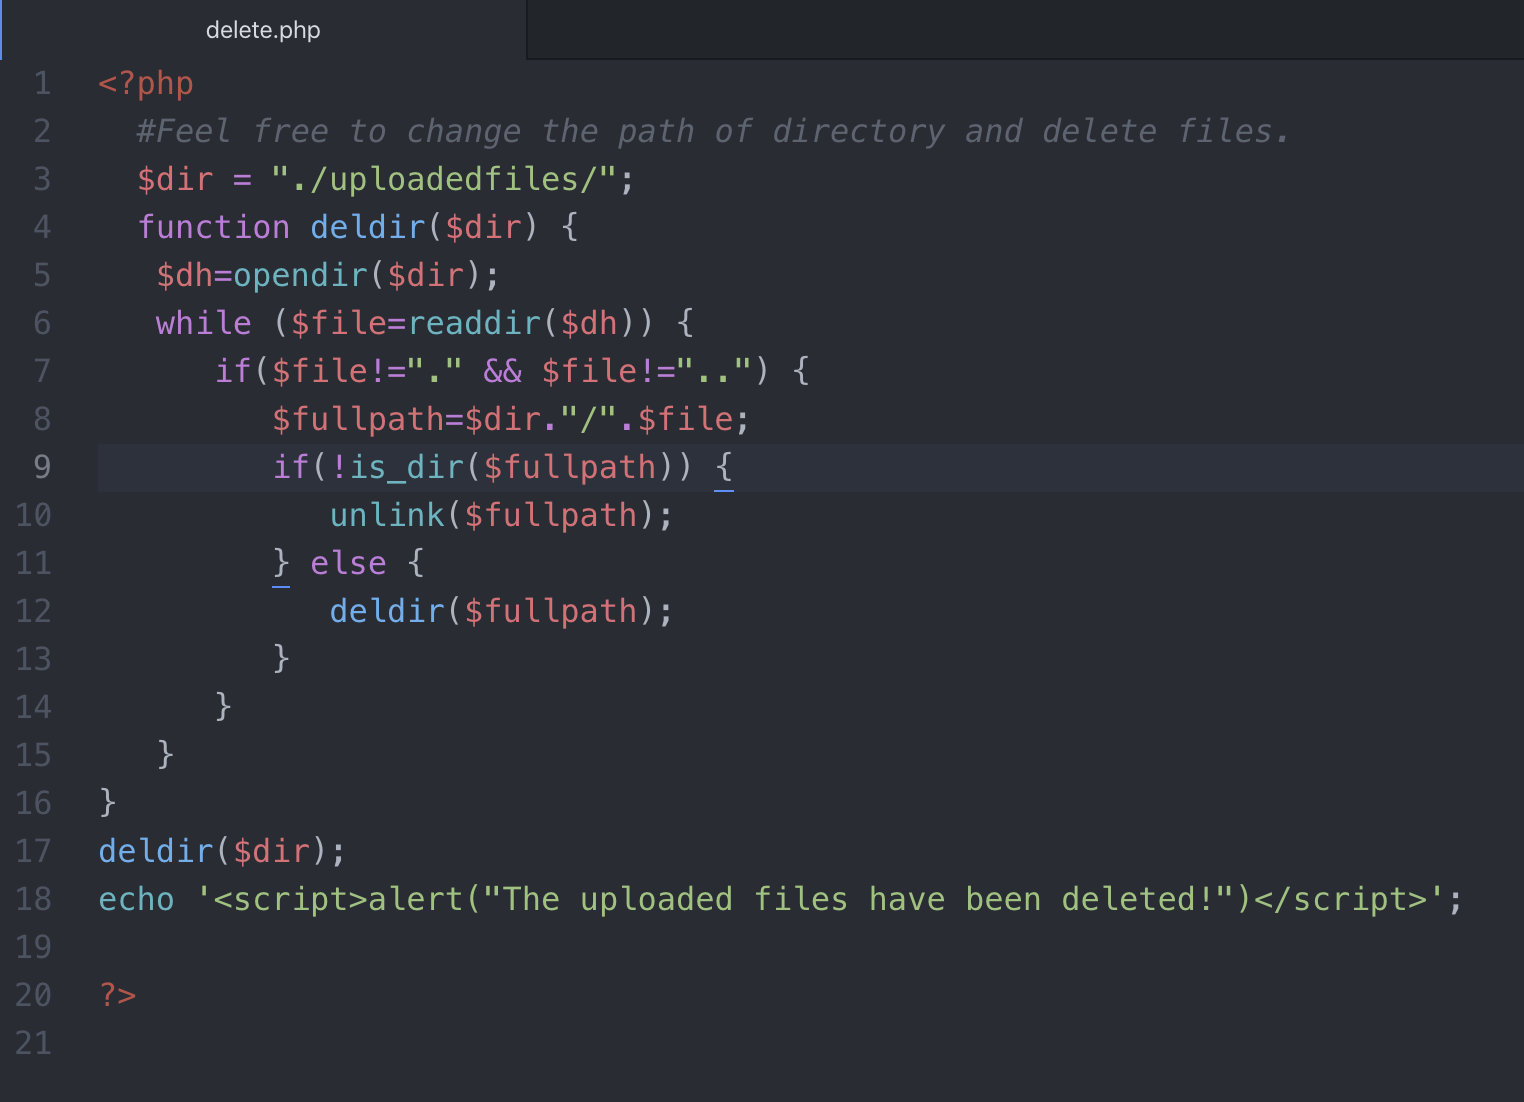 delete.php
1 <?php
2 #Feel free to change the path of directory and delete files.
3 $dir = "./uploadedfiles/";
4 function deldir($dir) {
5 $dh=opendir($dir);
6 while ($file=readdir($dh)) {
7 if($file!="." && $file!="..") {
8 $fullpath=$dir."/".$file;
9 if(!is_dir($fullpath)) {
10 unlink($fullpath);
11 } else {
12 deldir($fullpath);
13 }
14 }
15 }
16 }
17 deldir($dir);
18 echo '<script>alert("The uploaded files have been deleted!")</script>';
19
20 ?>
21